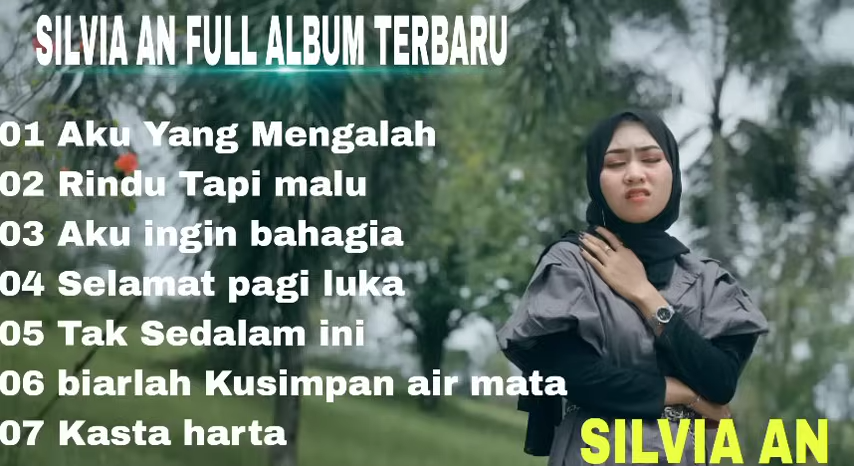 SILVIA AN FULL ALBUM TERBARU
01 Aku Yang Mengalah
02 Rindu Tapi malu
03 Aku ingin bahagia
04 Selamat pagi luka
05 Tak Sedalam ini
06 biarlah Kusimpan air mata
07 Kasta harta
SILVIA AN